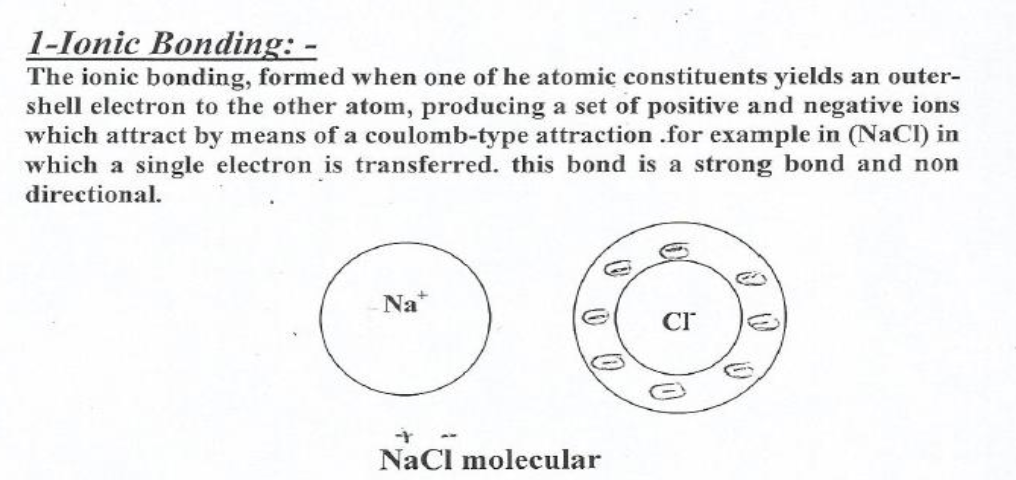 1-Ionic Bonding: -
The ionic bonding, formed when one of he atomic constituents yields an outer-
shell electron to the other atom, producing a set of positive and negative ions
which attract by means of a coulomb-type attraction .for example in (NaCl) in
which a single electron is transferred. this bond is a strong bond and non
directional.
Na⁺ Cl⁻
+ -
NaCl molecular